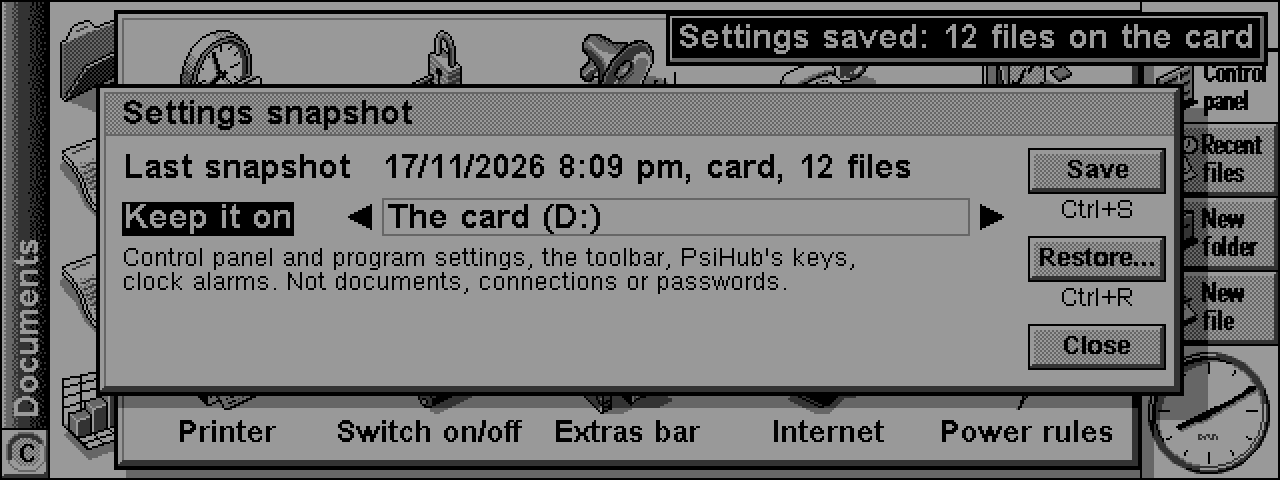 Settings saved: 12 files on the card
Control
panel
Settings snapshot
Last snapshot 17/11/2026 8:09 pm, card, 12 files
Save
Ctrl+S
Keep it on The card (D:)
Control panel and program settings, the toolbar, PsiHub's keys,
clock alarms. Not documents, connections or passwords.
Restore...
Ctrl+R
Close
Recent
files
New
folder
New
file
Documents
C
Printer Switch on/off Extras bar Internet Power rules